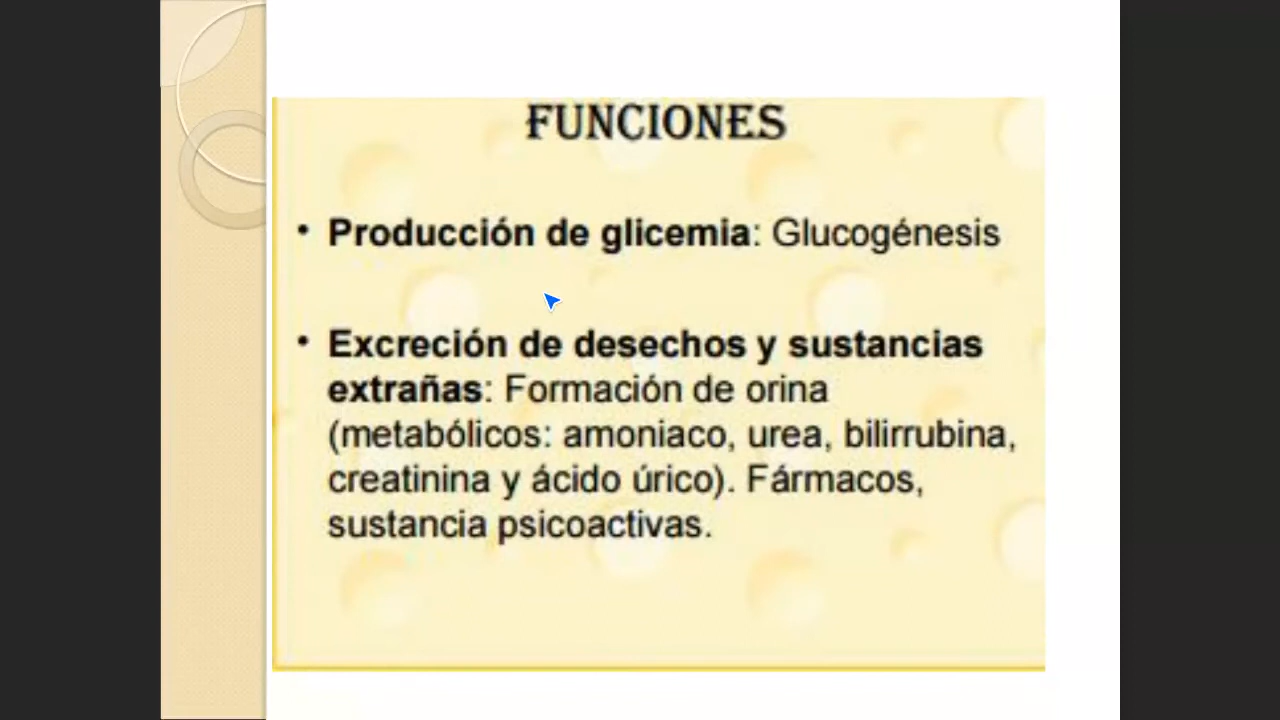 FUNCIONES
• Producción de glicemia: Glucogénesis
• Excreción de desechos y sustancias
extrañas: Formación de orina
(metabólicos: amoniaco, urea, bilirrubina,
creatinina y ácido úrico). Fármacos,
sustancia psicoactivas.